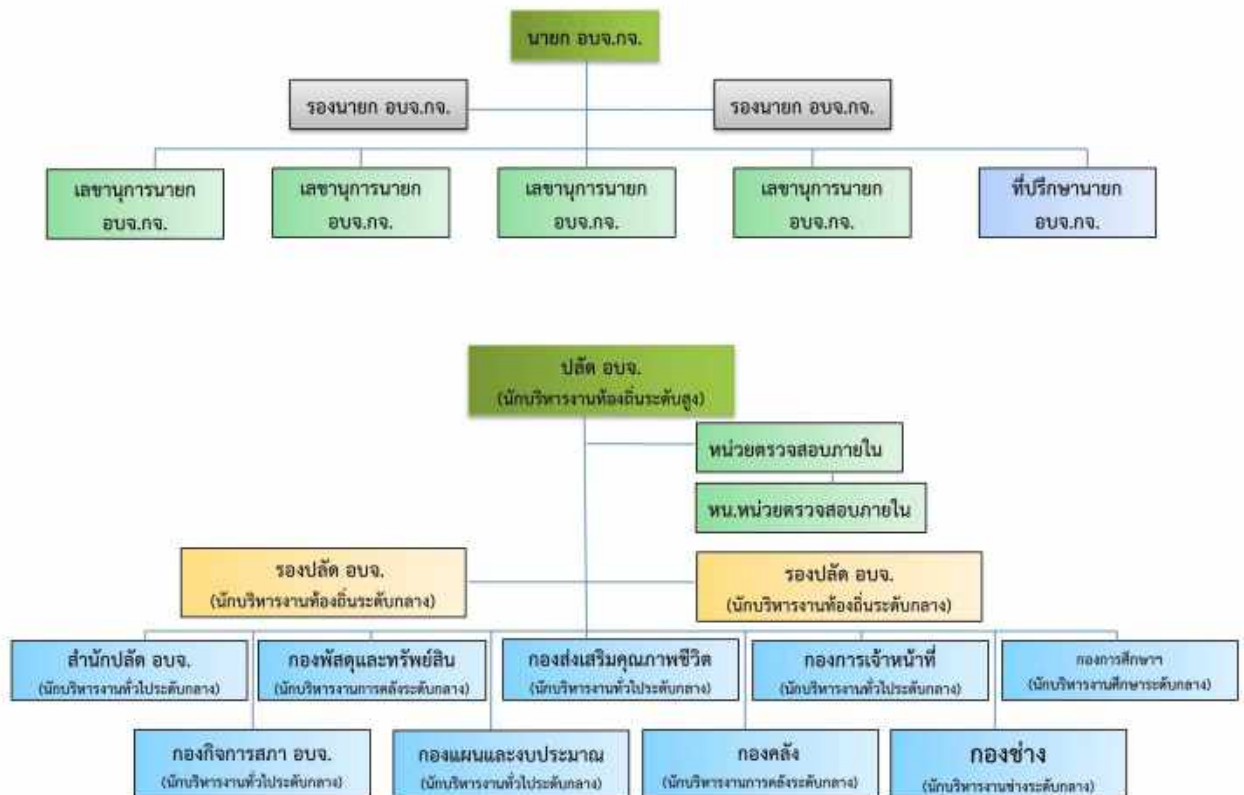 นายก อบจ.กจ.
รองนายก อบจ.กจ.
รองนายก อบจ.กจ.
เลขานุการนายก
อบจ.กจ.
เลขานุการนายก
อบจ.กจ.
เลขานุการนายก
อบจ.กจ.
เลขานุการนายก
อบจ.กจ.
ที่ปรึกษานายก
อบจ.กจ.
ปลัด อบจ.
(นักบริหารงานท้องถิ่นระดับสูง)
หน่วยตรวจสอบภายใน
หน.หน่วยตรวจสอบภายใน
รองปลัด อบจ.
(นักบริหารงานท้องถิ่นระดับกลาง)
รองปลัด อบจ.
(นักบริหารงานท้องถิ่นระดับกลาง)
สำนักปลัด อบจ.
(นักบริหารงานทั่วไประดับกลาง)
กองพัสดุและทรัพย์สิน
(นักบริหารงานการคลังระดับกลาง)
กองส่งเสริมคุณภาพชีวิต
(นักบริหารงานทั่วไประดับกลาง)
กองการเจ้าหน้าที่
(นักบริหารงานทั่วไประดับกลาง)
กองการศึกษาฯ
(นักบริหารงานศึกษาระดับกลาง)
กองกิจการสภา อบจ.
(นักบริหารงานทั่วไประดับกลาง)
กองแผนและงบประมาณ
(นักบริหารงานทั่วไประดับกลาง)
กองคลัง
(นักบริหารงานการคลังระดับกลาง)
กองช่าง
(นักบริหารงานช่างระดับกลาง)